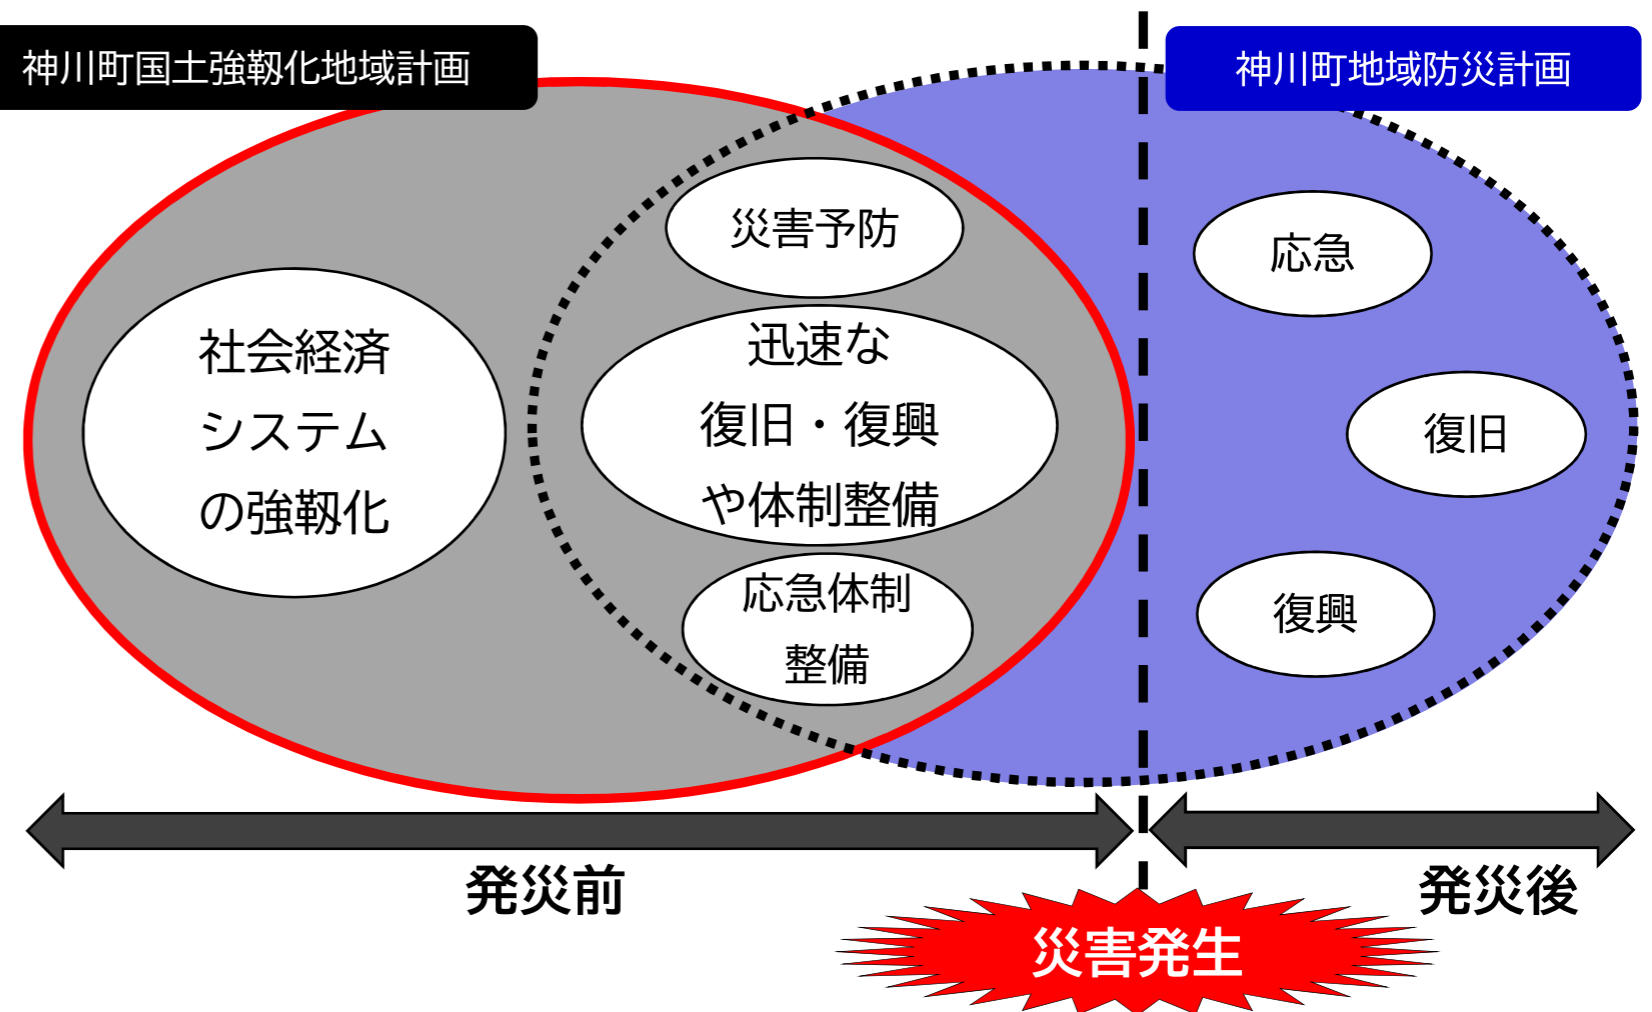 神川町国土強靱化地域計画
神川町地域防災計画
社会経済
システム
の強靱化
災害予防
迅速な
復旧・復興
や体制整備
応急体制
整備
応急
復旧
復興
発災前
発災後
災害発生